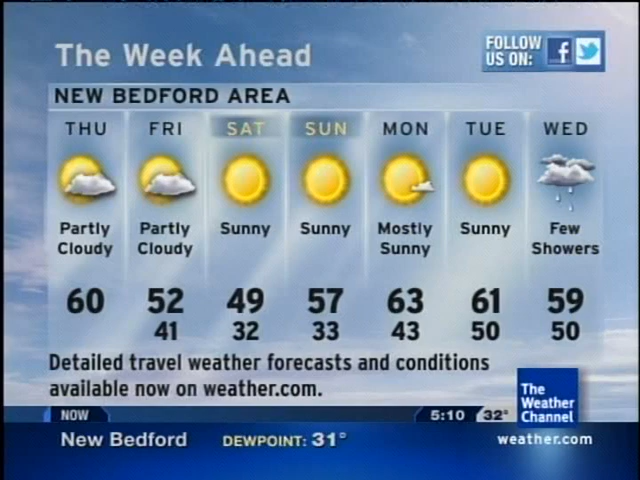 The Week Ahead
FOLLOW
US ON:
NEW BEDFORD AREA
THU FRI SAT SUN MON TUE WED
Partly Partly Sunny Sunny Mostly Sunny Few
Cloudy Cloudy Sunny Showers
60 52 49 57 63 61 59
41 32 33 43 50 50
Detailed travel weather forecasts and conditions
available now on weather.com.
The
Weather
Channel
NOW 5:10 32°
New Bedford DEWPOINT: 31° weather.com